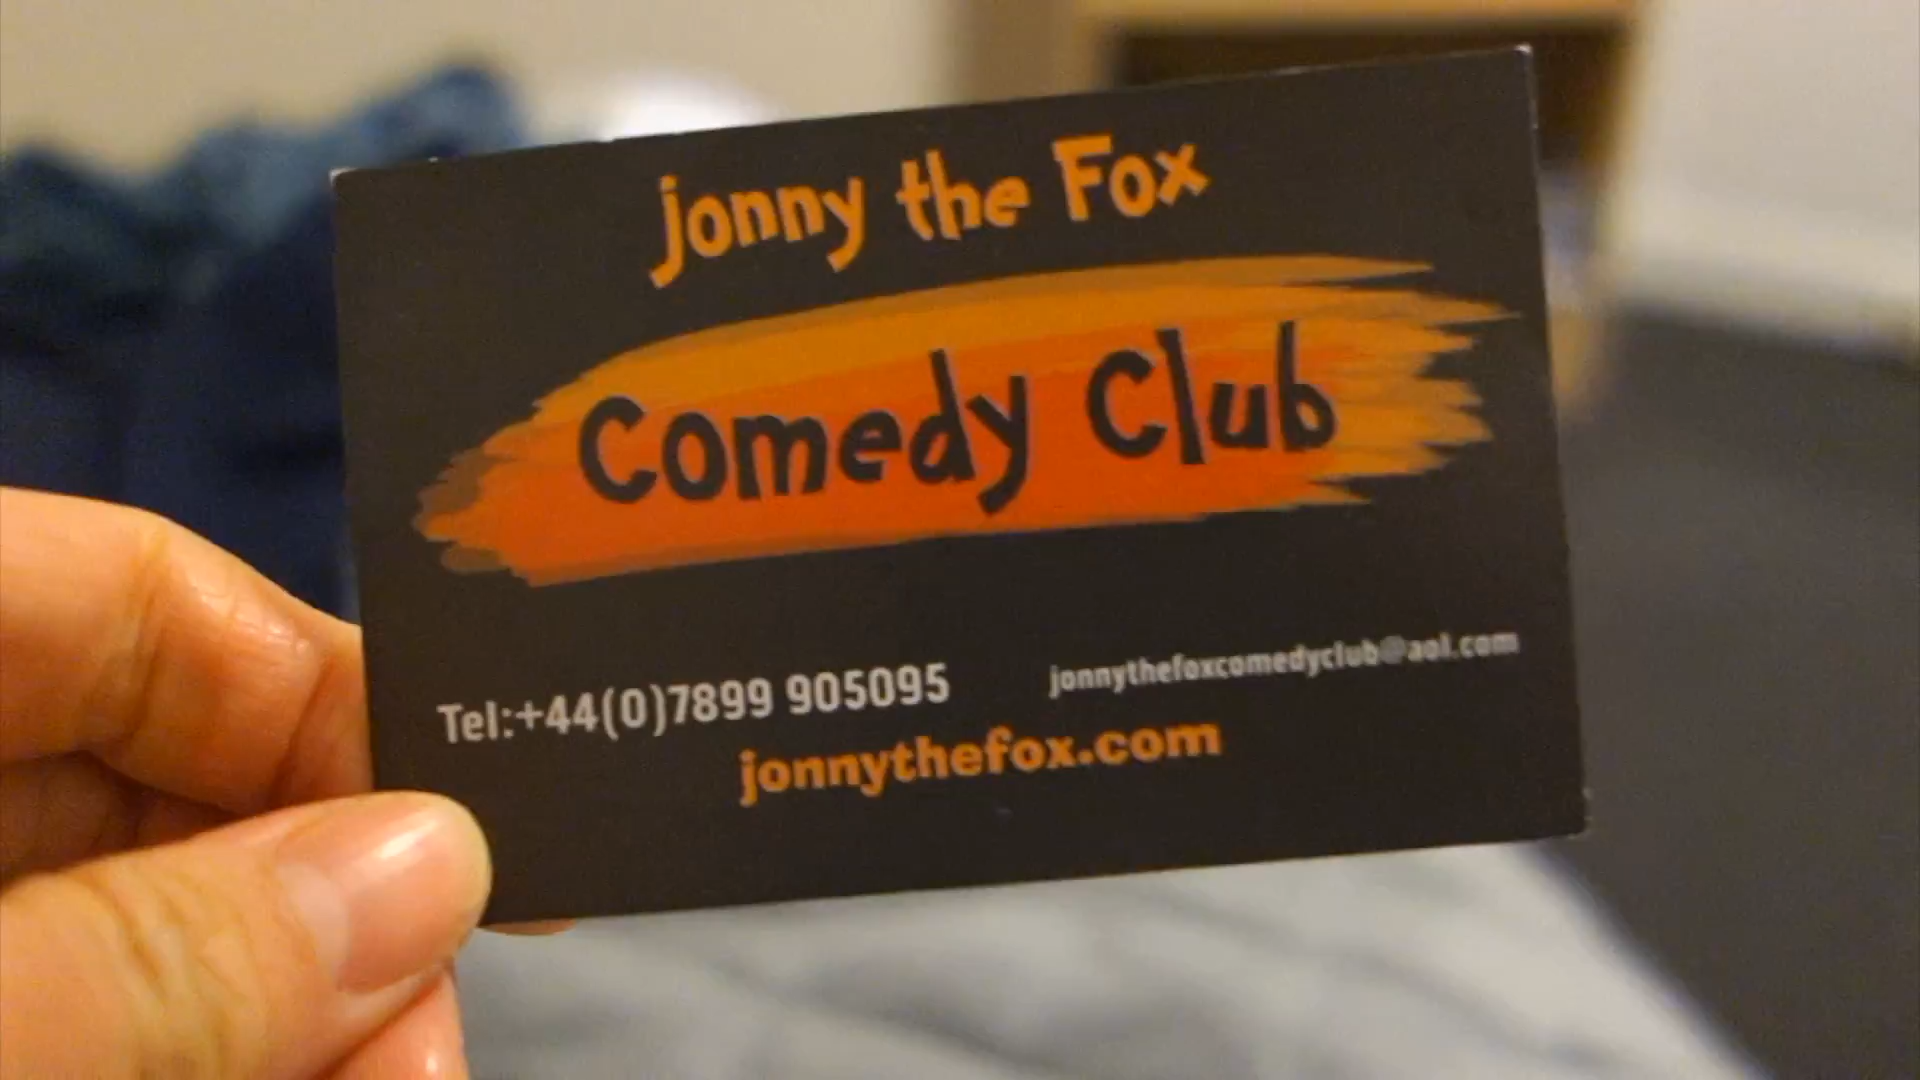 jonny the Fox
Comedy Club
Tel:+44(0)7899 905095
jonnythefoxcomedyclub@aol.com
jonnythefox.com